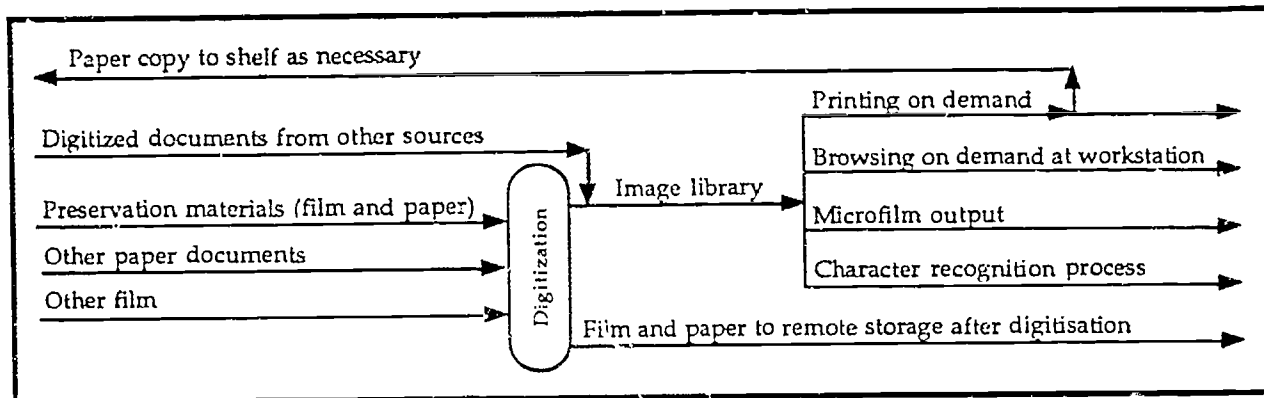 Paper copy to shelf as necessary
Printing on demand
Digitized documents from other sources
Browsing on demand at workstation
Image library
Preservation materials (film and paper)
Microfilm output
Other paper documents
Digitization
Character recognition process
Other film
Film and paper to remote storage after digitisation